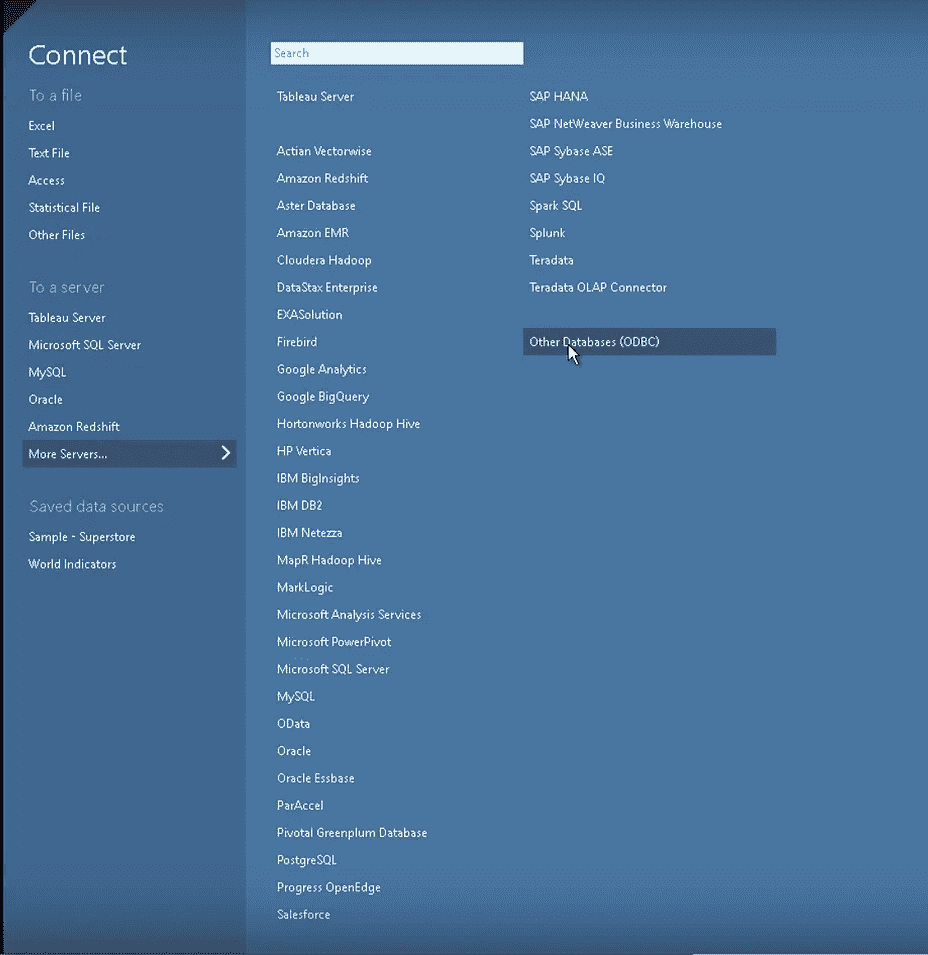 Connect
To a file
Excel
Text File
Access
Statistical File
Other Files
To a server
Tableau Server
Microsoft SQL Server
MySQL
Oracle
Amazon Redshift
More Servers...
Saved data sources
Sample - Superstore
World Indicators
Search
Tableau Server
Actian Vectorwise
Amazon Redshift
Aster Database
Amazon EMR
Cloudera Hadoop
DataStax Enterprise
EXASolution
Firebird
Google Analytics
Google BigQuery
Hortonworks Hadoop Hive
HP Vertica
IBM BigInsights
IBM DB2
IBM Netezza
MapR Hadoop Hive
MarkLogic
Microsoft Analysis Services
Microsoft PowerPivot
Microsoft SQL Server
MySQL
OData
Oracle
Oracle Essbase
ParAccel
Pivotal Greenplum Database
PostgreSQL
Progress OpenEdge
Salesforce
SAP HANA
SAP NetWeaver Business Warehouse
SAP Sybase ASE
SAP Sybase IQ
Spark SQL
Splunk
Teradata
Teradata OLAP Connector
Other Databases (ODBC)